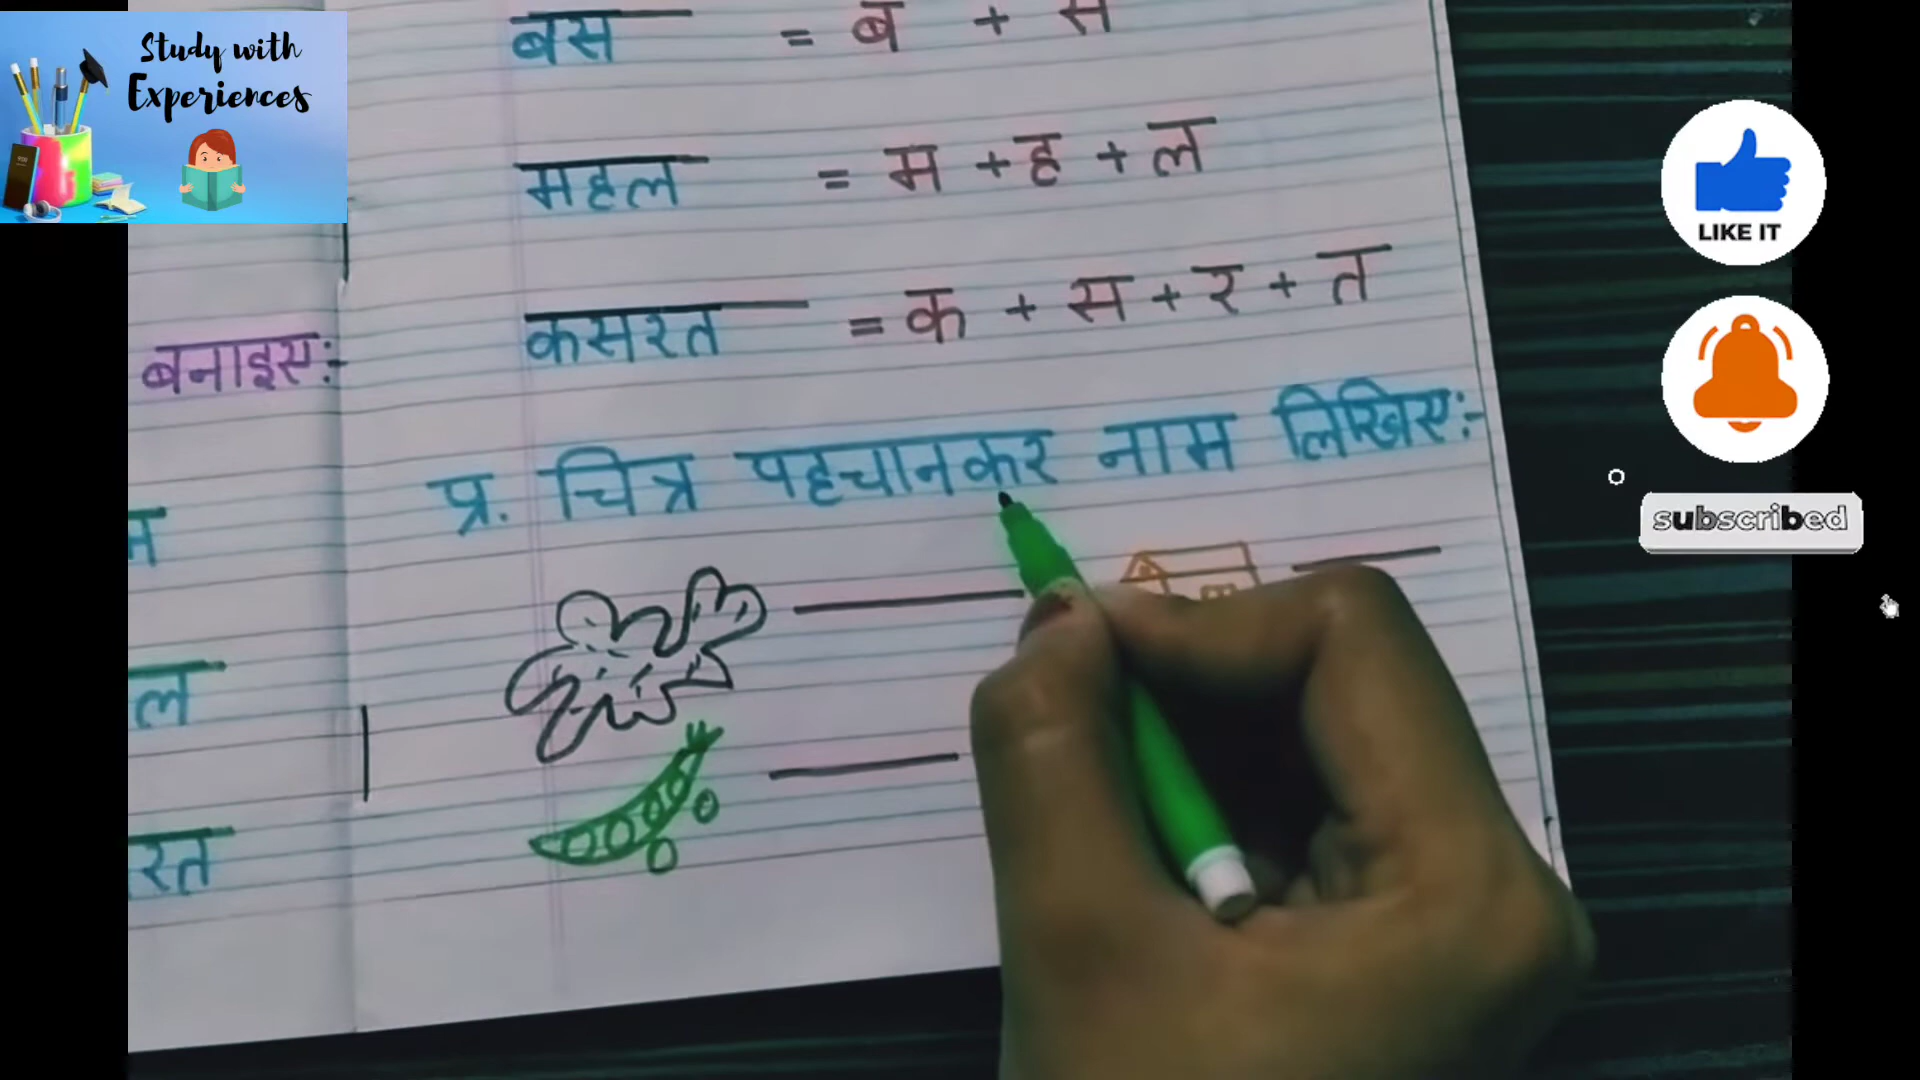 Study with
Experiences
बस = ब + स
महल = म + ह + ल
कसरत = क + स + र + त
बनाइए:-
प्र. चित्र पहचानकर नाम लिखिए:-
ल
रत
LIKE IT
subscribed